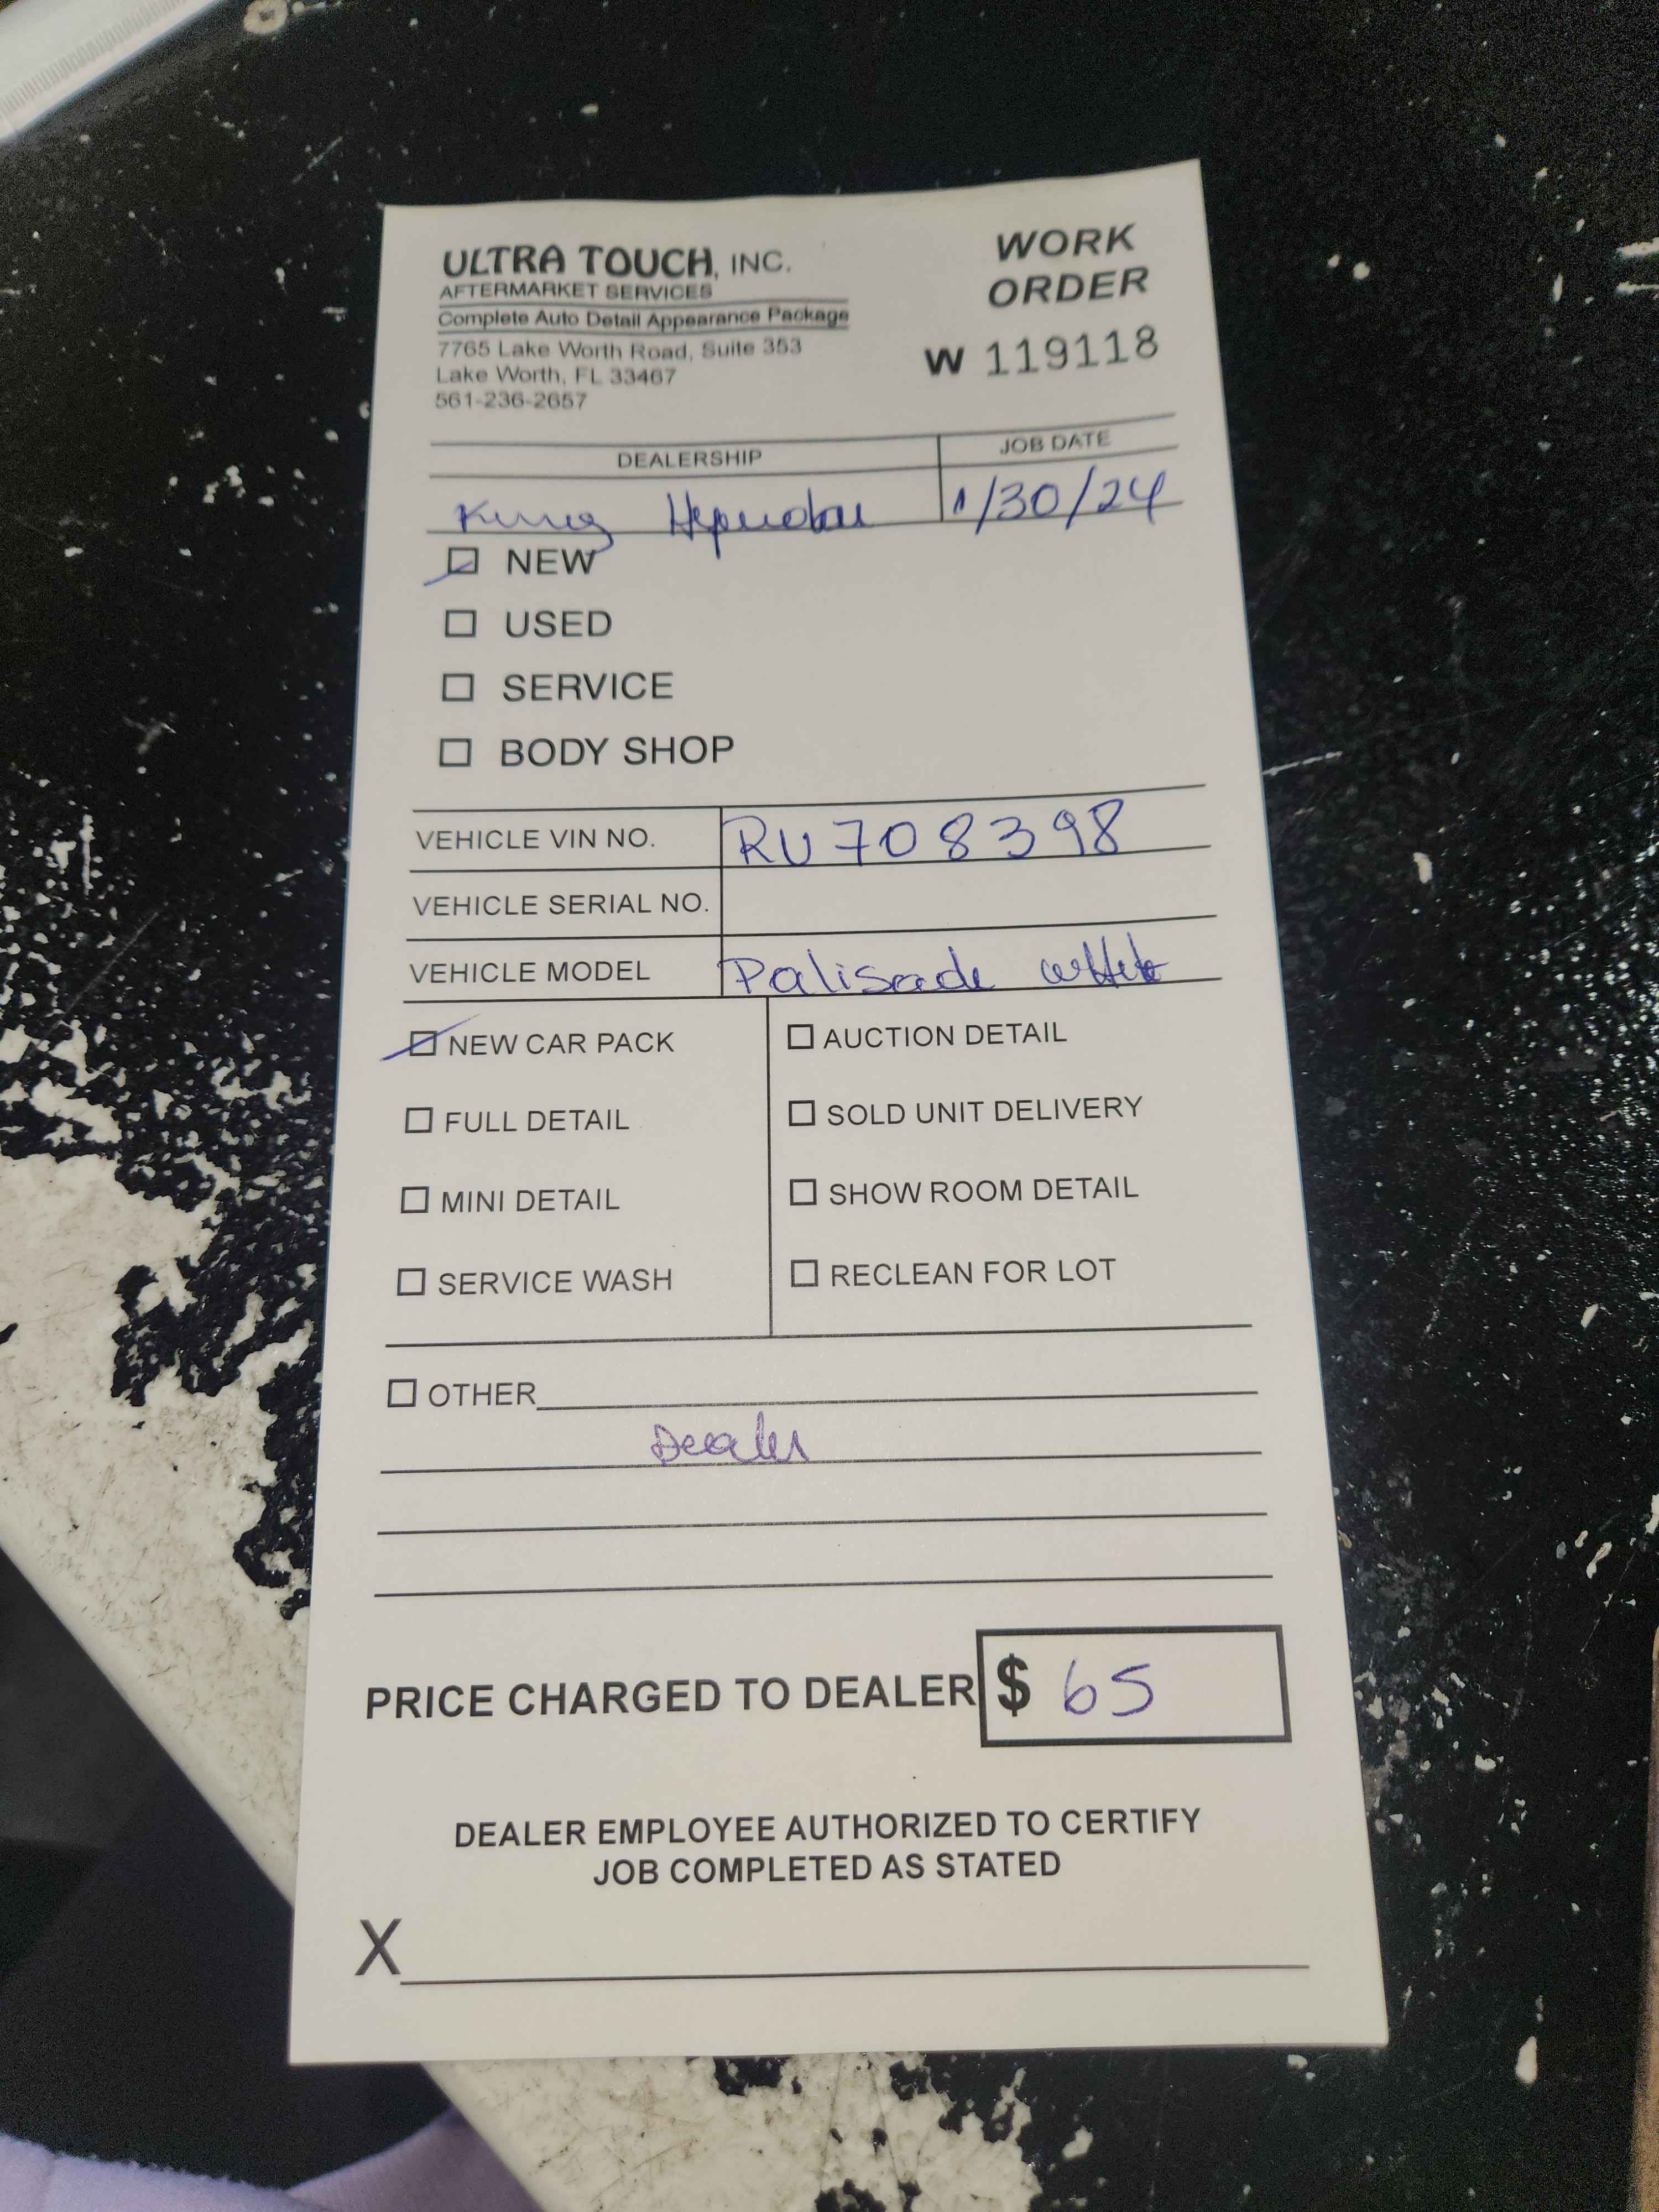 ULTRA TOUCH, INC.
AFTERMARKET SERVICES
Complete Auto Detail Appearance Package
7765 Lake Worth Road, Suite 353
Lake Worth, FL 33467
561-236-2657
WORK
ORDER
W 119118
DEALERSHIP
JOB DATE
King Hyundai
1/30/24
NEW
USED
SERVICE
BODY SHOP
VEHICLE VIN NO. RU708398
VEHICLE SERIAL NO.
VEHICLE MODEL Palisade white
NEW CAR PACK
FULL DETAIL
MINI DETAIL
SERVICE WASH
AUCTION DETAIL
SOLD UNIT DELIVERY
SHOW ROOM DETAIL
RECLEAN FOR LOT
OTHER
Dealer
PRICE CHARGED TO DEALER $ 65
DEALER EMPLOYEE AUTHORIZED TO CERTIFY
JOB COMPLETED AS STATED
X